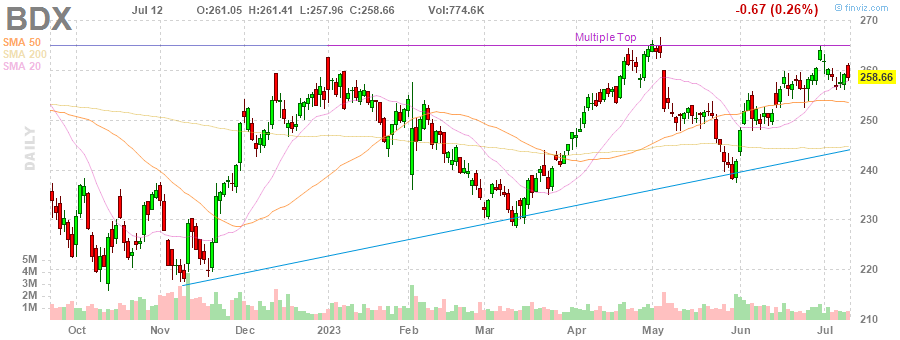 BDX
Jul 12
O:261.05 H:261.41 L:257.96 C:258.66
Vol:774.6K
-0.67 (0.26%)
© finviz.com
SMA 50
SMA 200
SMA 20
Multiple Top
DAILY
270
260
258.66
250
240
230
220
210
5M
4M
3M
2M
1M
Oct
Nov
Dec
2023
Feb
Mar
Apr
May
Jun
Jul